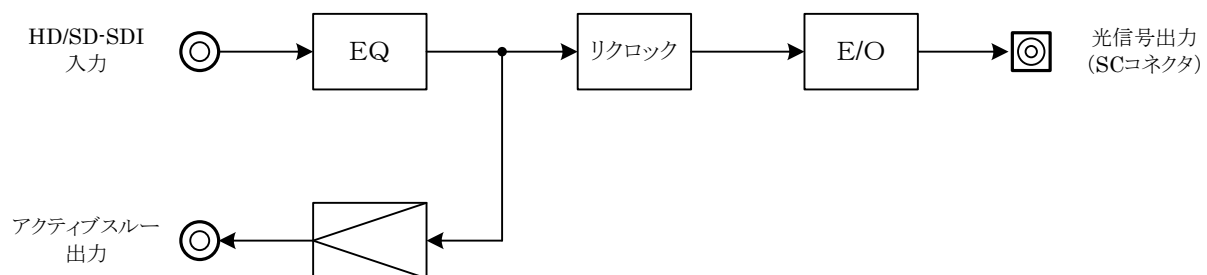 HD/SD-SDI
入力
EQ
リクロック
E/O
光信号出力
（SCコネクタ）
アクティブスルー
出力